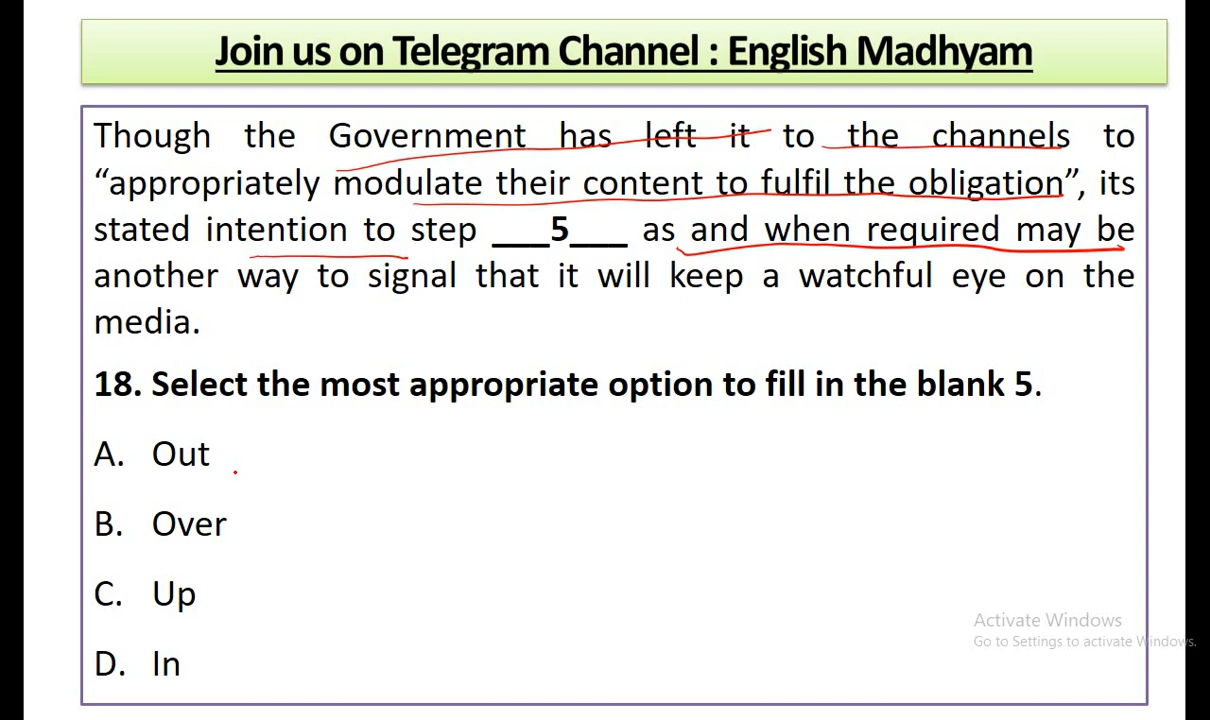 Join us on Telegram Channel : English Madhyam
Though the Government has left it to the channels to
“appropriately modulate their content to fulfil the obligation”, its
stated intention to step ___5___ as and when required may be
another way to signal that it will keep a watchful eye on the
media.
18. Select the most appropriate option to fill in the blank 5.
A. Out
B. Over
C. Up
D. In
Activate Windows
Go to Settings to activate Windows.